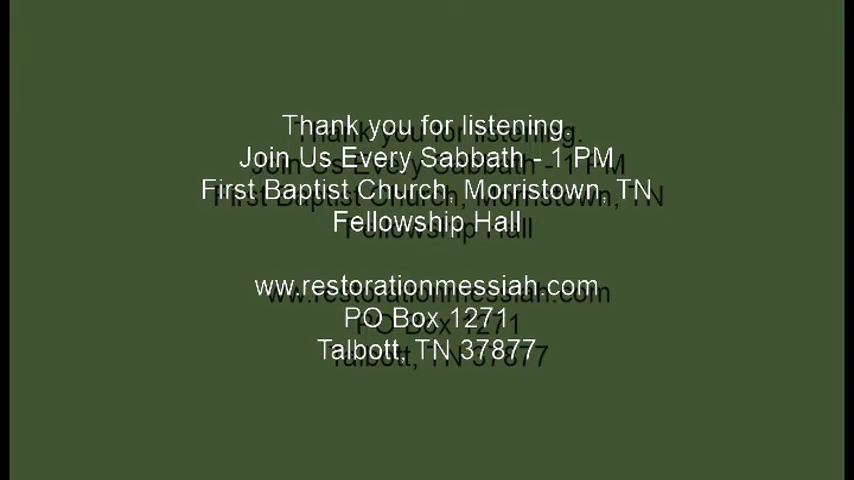 Thank you for listening.
Join Us Every Sabbath - 1 PM
First Baptist Church, Morristown, TN
Fellowship Hall
ww.restorationmessiah.com
PO Box 1271
Talbott, TN 37877